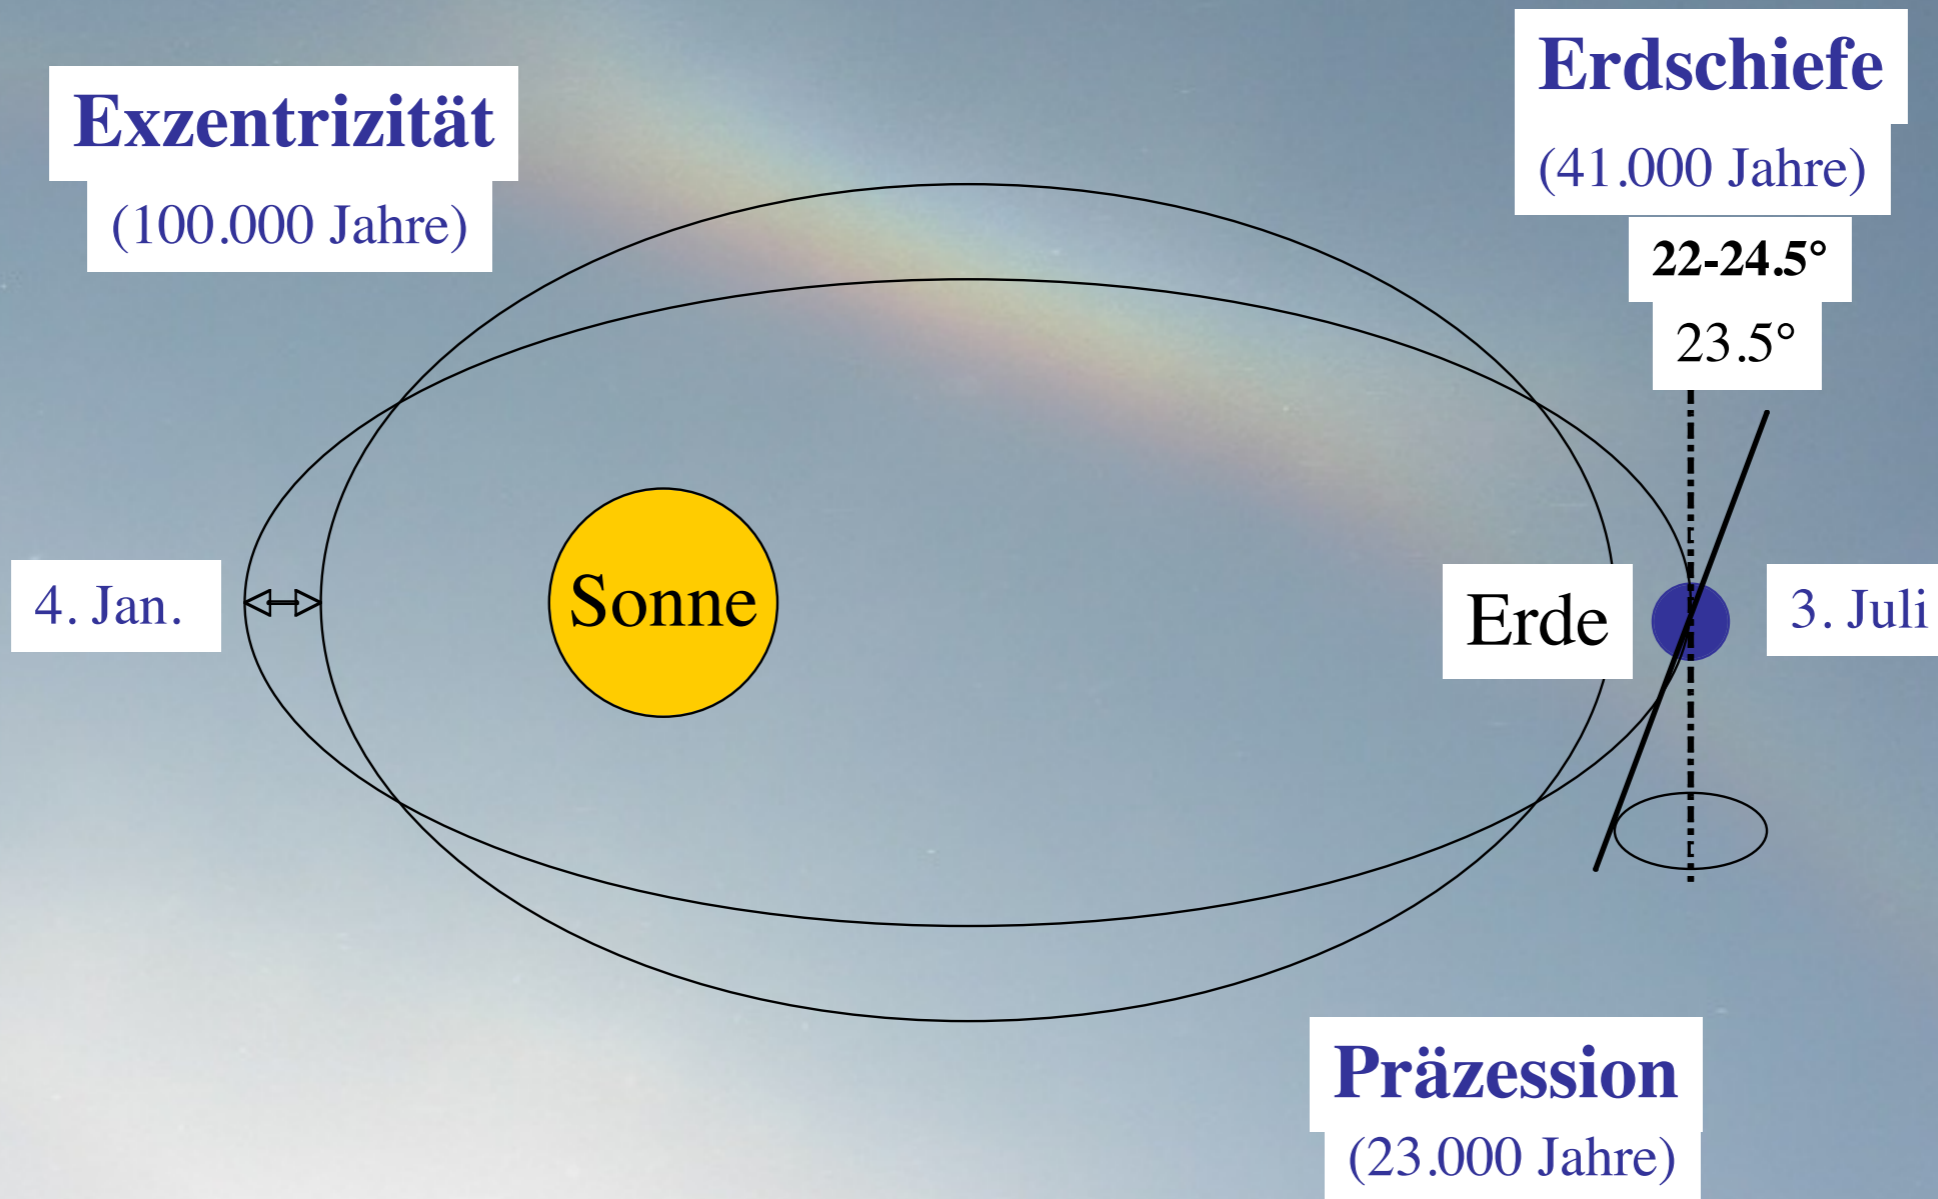 Exzentrizität
(100.000 Jahre)
Erdschiefe
(41.000 Jahre)
22-24.5°
23.5°
4. Jan.
Sonne
Erde
3. Juli
Präzession
(23.000 Jahre)